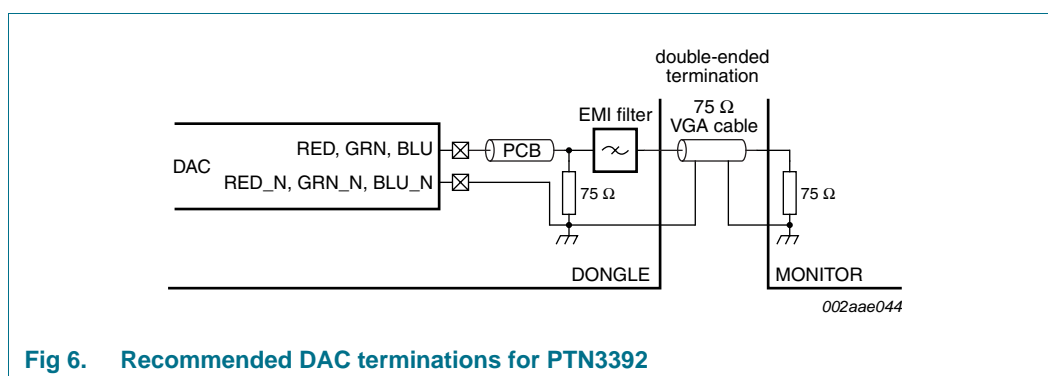 double-ended
termination
75 Ω
VGA cable
EMI filter
DAC
RED, GRN, BLU
PCB
RED_N, GRN_N, BLU_N
75 Ω
75 Ω
DONGLE
MONITOR
002aae044
Fig 6. Recommended DAC terminations for PTN3392